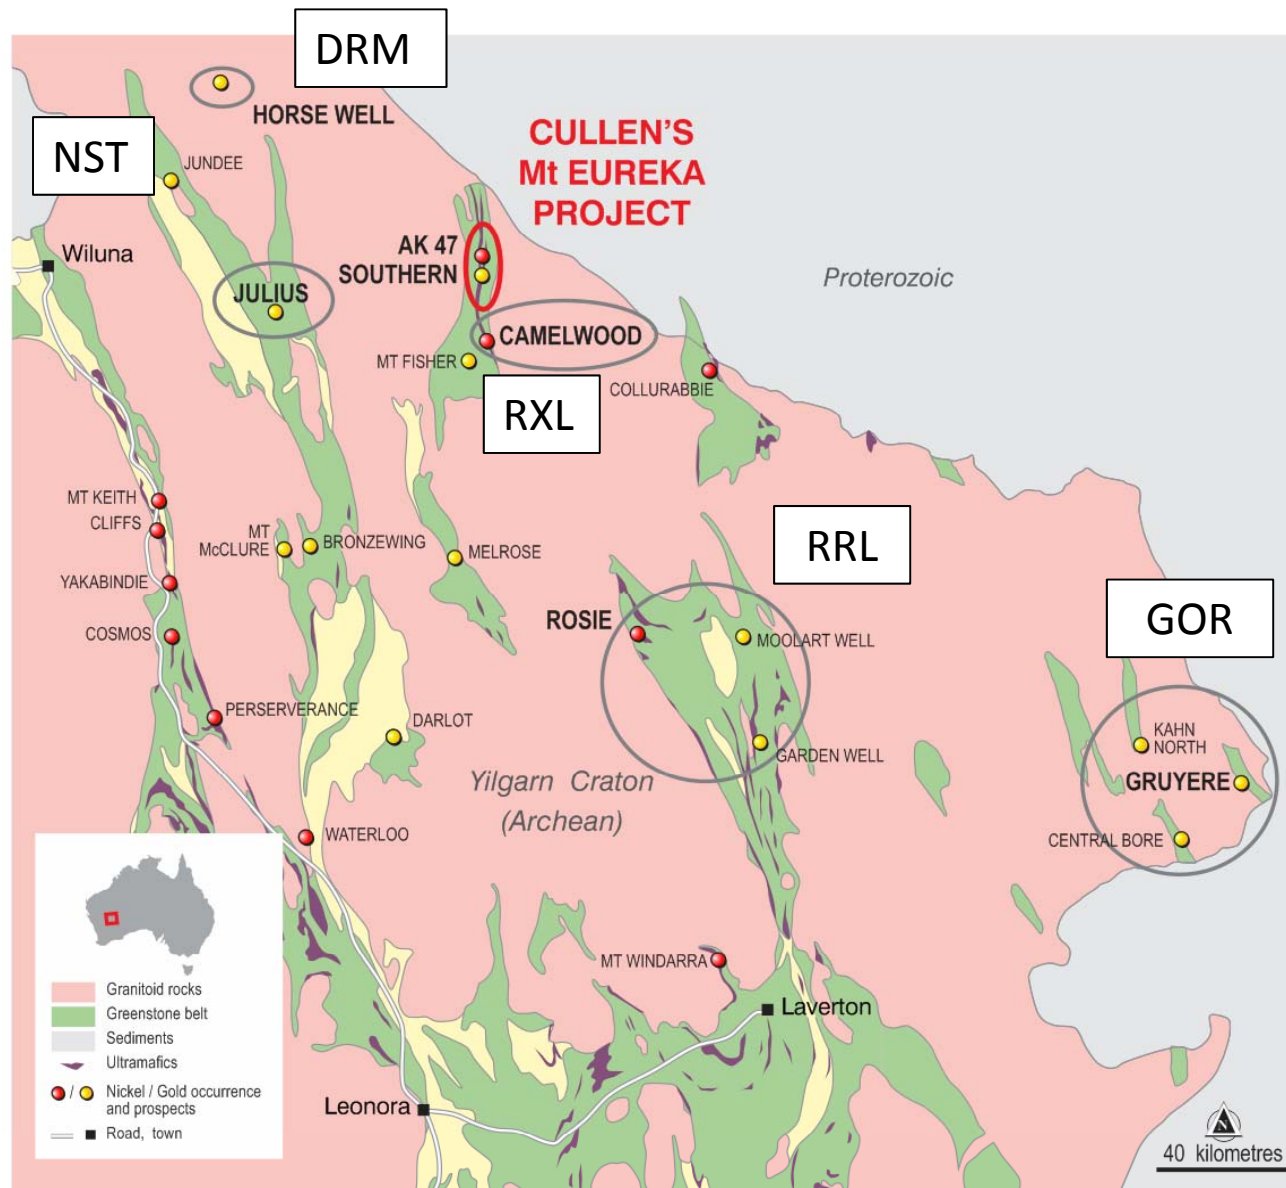 DRM
HORSE WELL
NST
JUNDEE
CULLEN'S
Mt EUREKA
PROJECT
Wiluna
AK 47
SOUTHERN
Proterozoic
JULIUS
CAMELWOOD
MT FISHER
COLLURABBIE
RXL
MT KEITH
CLIFFS
MT
McCLURE
BRONZEWING
MELROSE
RRL
YAKABINDIE
COSMOS
ROSIE
MOOLART WELL
GOR
PERSERVERANCE
DARLOT
GARDEN WELL
KAHN
NORTH
GRUYERE
Yilgarn Craton
(Archean)
WATERLOO
CENTRAL BORE
MT WINDARRA
Laverton
Leonora
Granitoid rocks
Greenstone belt
Sediments
Ultramafics
/ Nickel / Gold occurrence
and prospects
Road, town
N
40 kilometres